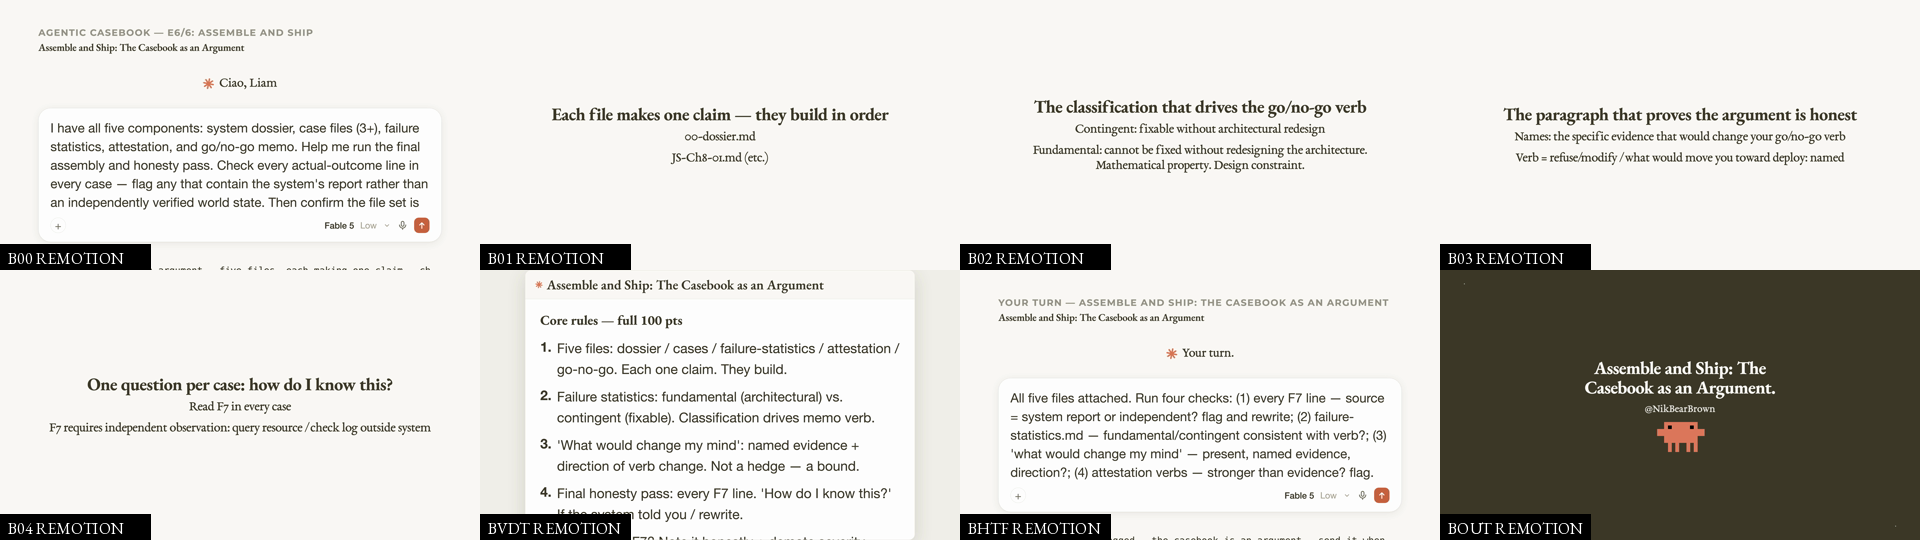 AGENTIC CASEBOOK — E6/6: ASSEMBLE AND SHIP
Assemble and Ship: The Casebook as an Argument
Ciao, Liam
I have all five components: system dossier, case files (3+), failure
statistics, attestation, and go/no-go memo. Help me run the final
assembly and honesty pass. Check every actual-outcome line in
every case — flag any that contain the system's report rather than
an independently verified world state. Then confirm the file set is
+
Fable 5 Low
B00 REMOTION
Each file makes one claim — they build in order
00-dossier.md
JS-Ch8-01.md (etc.)
B01 REMOTION
The classification that drives the go/no-go verb
Contingent: fixable without architectural redesign
Fundamental: cannot be fixed without redesigning the architecture.
Mathematical property. Design constraint.
B02 REMOTION
The paragraph that proves the argument is honest
Names: the specific evidence that would change your go/no-go verb
Verb = refuse/modify / what would move you toward deploy: named
B03 REMOTION
One question per case: how do I know this?
Read F7 in every case
F7 requires independent observation: query resource / check log outside system
B04 REMOTION
Assemble and Ship: The Casebook as an Argument
Core rules — full 100 pts
1. Five files: dossier / cases / failure-statistics / attestation /
go-no-go. Each one claim. They build.
2. Failure statistics: fundamental (architectural) vs.
contingent (fixable). Classification drives memo verb.
3. 'What would change my mind': named evidence +
direction of verb change. Not a hedge — a bound.
4. Final honesty pass: every F7 line. 'How do I know this?'
told you / rewrite.
BVDT REMOTION
YOUR TURN — ASSEMBLE AND SHIP: THE CASEBOOK AS AN ARGUMENT
Assemble and Ship: The Casebook as an Argument
Your turn.
All five files attached. Run four checks: (1) every F7 line — source
= system report or independent? flag and rewrite; (2) failure-
statistics.md — fundamental/contingent consistent with verb?; (3)
'what would change my mind' — present, named evidence,
direction?; (4) attestation verbs — stronger than evidence? flag.
+
Fable 5 Low
BHTF REMOTION
Assemble and Ship: The
Casebook as an Argument.
@NikBearBrown
BOUT REMOTION